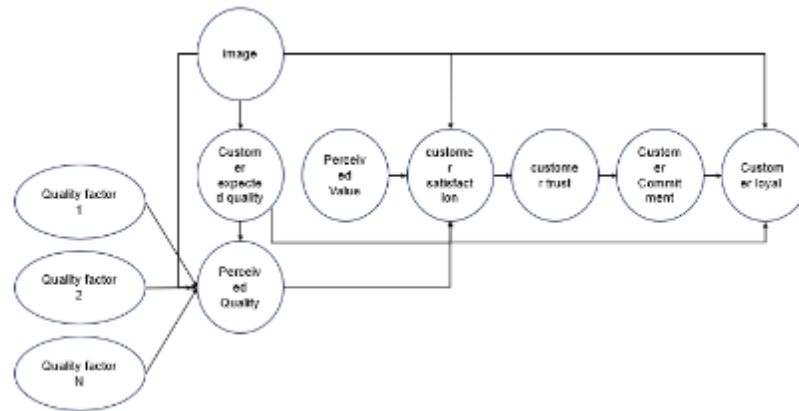 image
Custom
er
expecte
d quality
Perceiv
ed
Value
custome
r
satisfact
ion
custome
r trust
Custom
er
Commit
ment
Custom
er loyal
Quality factor
1
Quality factor
2
Perceiv
ed
Quality
Quality factor
N